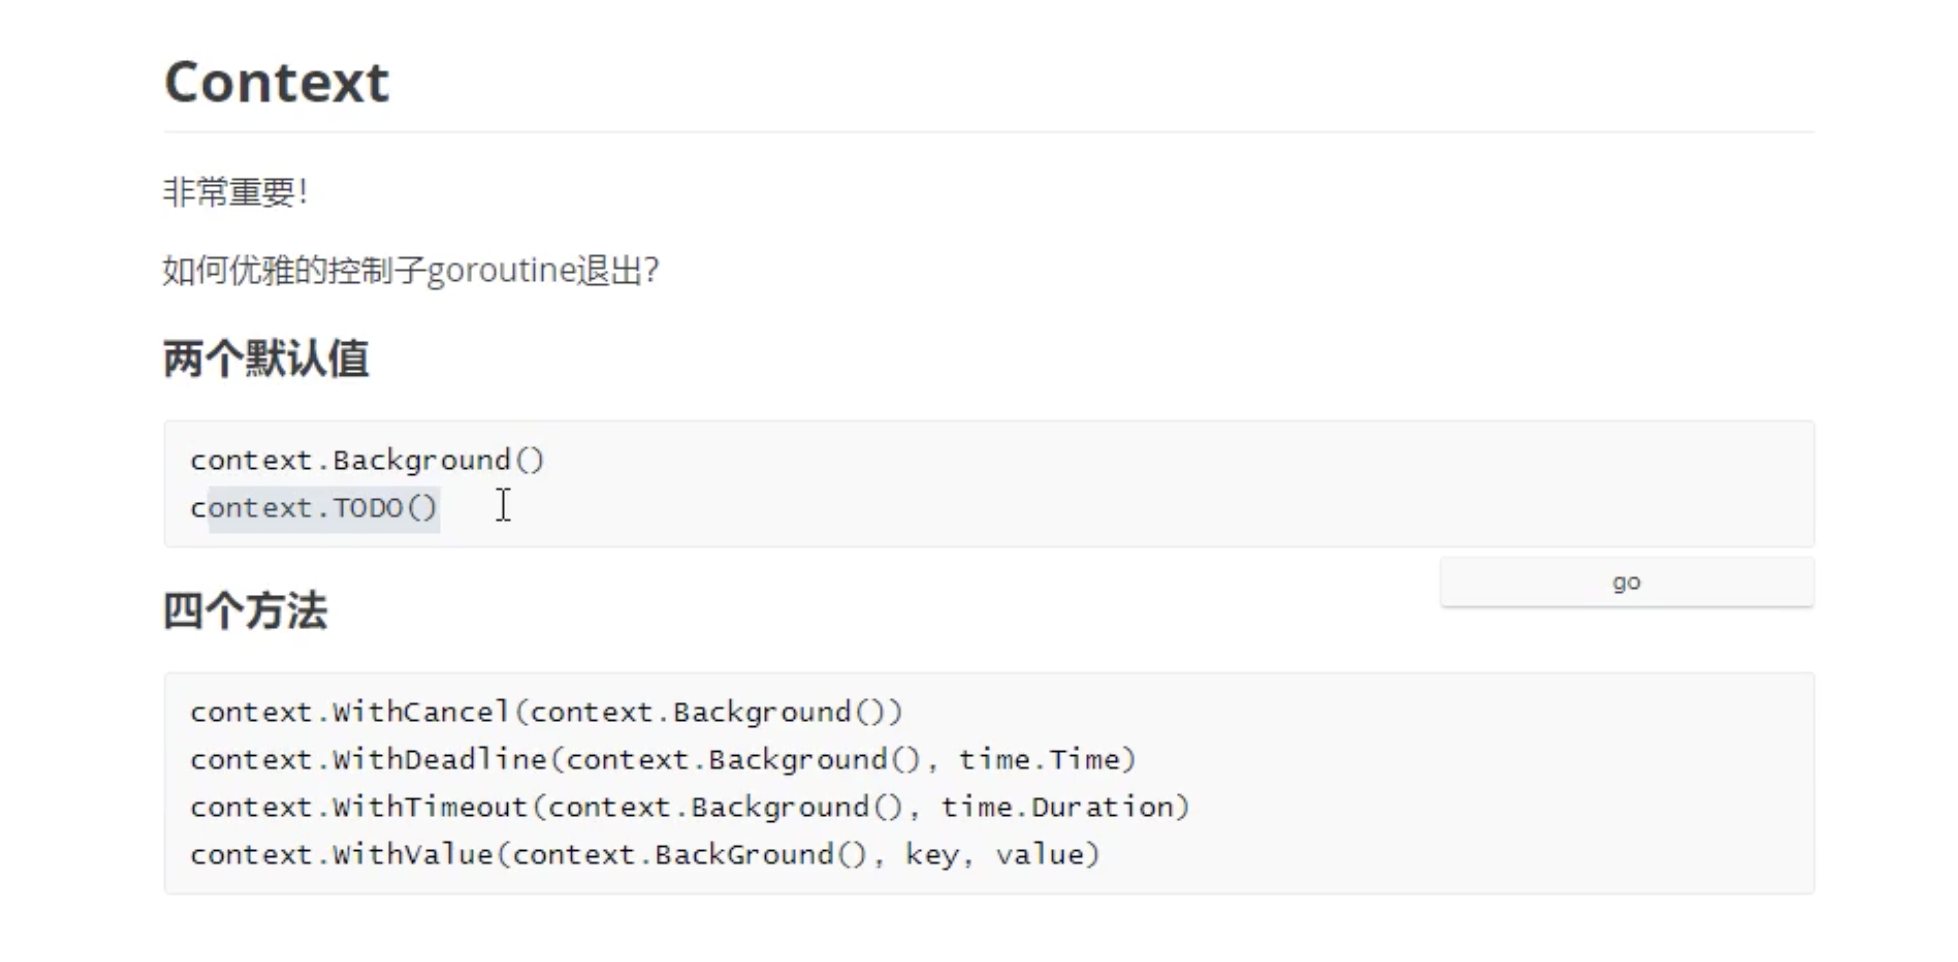 Context
非常重要！
如何优雅的控制子goroutine退出？
两个默认值
context.Background()
context.TODO()
go
四个方法
context.WithCancel(context.Background())
context.WithDeadline(context.Background(), time.Time)
context.WithTimeout(context.Background(), time.Duration)
context.WithValue(context.BackGround(), key, value)